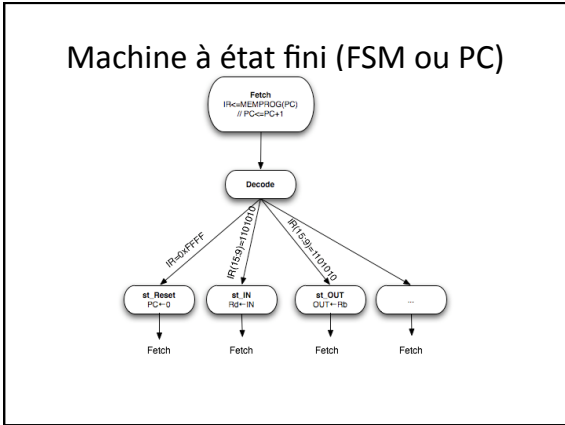 Machine à état fini (FSM ou PC)
Fetch
IR<=MEMPROG(PC)
// PC<=PC+1
Decode
IR=0xFFFF
IR(15:9)=1101010
IR(15:9)=1101010
st_Reset
PC←0
st_IN
Rd←IN
st_OUT
OUT←Rb
...
Fetch
Fetch
Fetch
Fetch